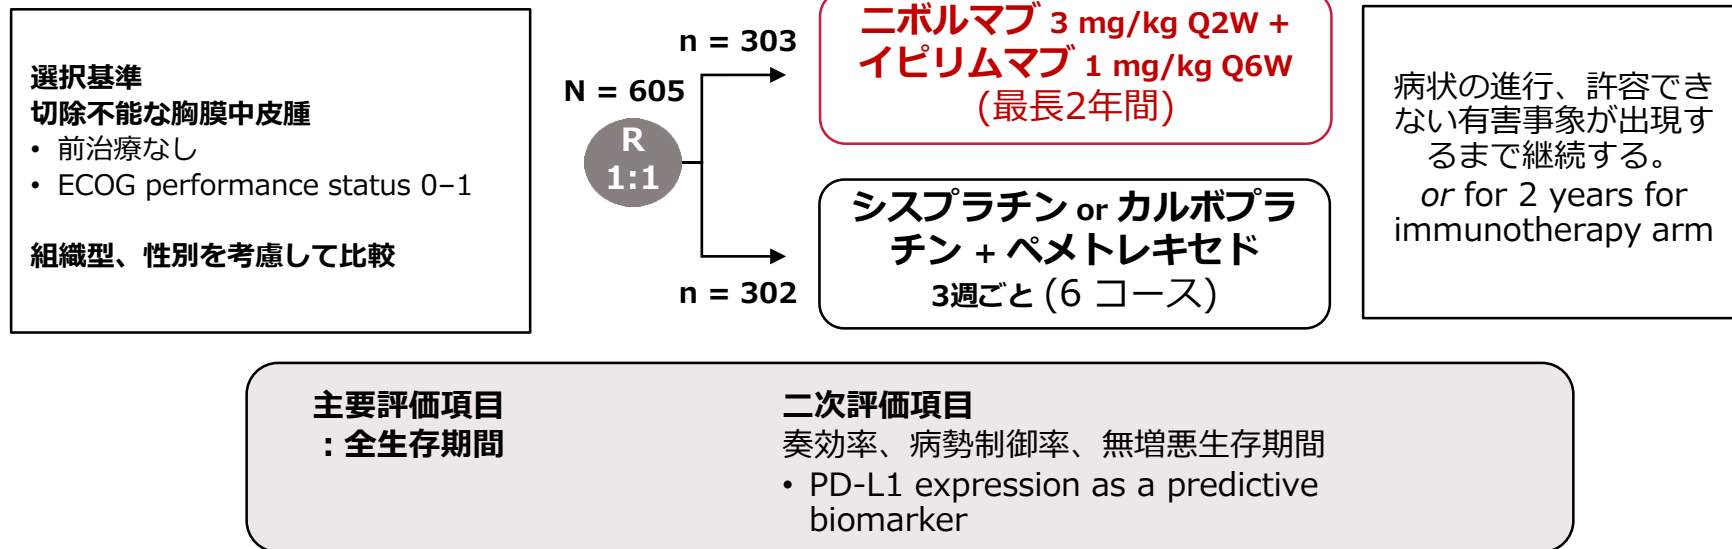 選択基準
切除不能な胸膜中皮腫
• 前治療なし
• ECOG performance status 0–1
組織型、性別を考慮して比較
N = 605
R
1:1
n = 303
ニボルマブ 3 mg/kg Q2W +
イピリムマブ 1 mg/kg Q6W
(最長2年間)
n = 302
シスプラチン or カルボプラ
チン + ペメトレキセド
3週ごと (6 コース)
病状の進行、許容でき
ない有害事象が出現す
るまで継続する。
or for 2 years for
immunotherapy arm
主要評価項目
：全生存期間
二次評価項目
奏効率、病勢制御率、無増悪生存期間
• PD-L1 expression as a predictive
biomarker